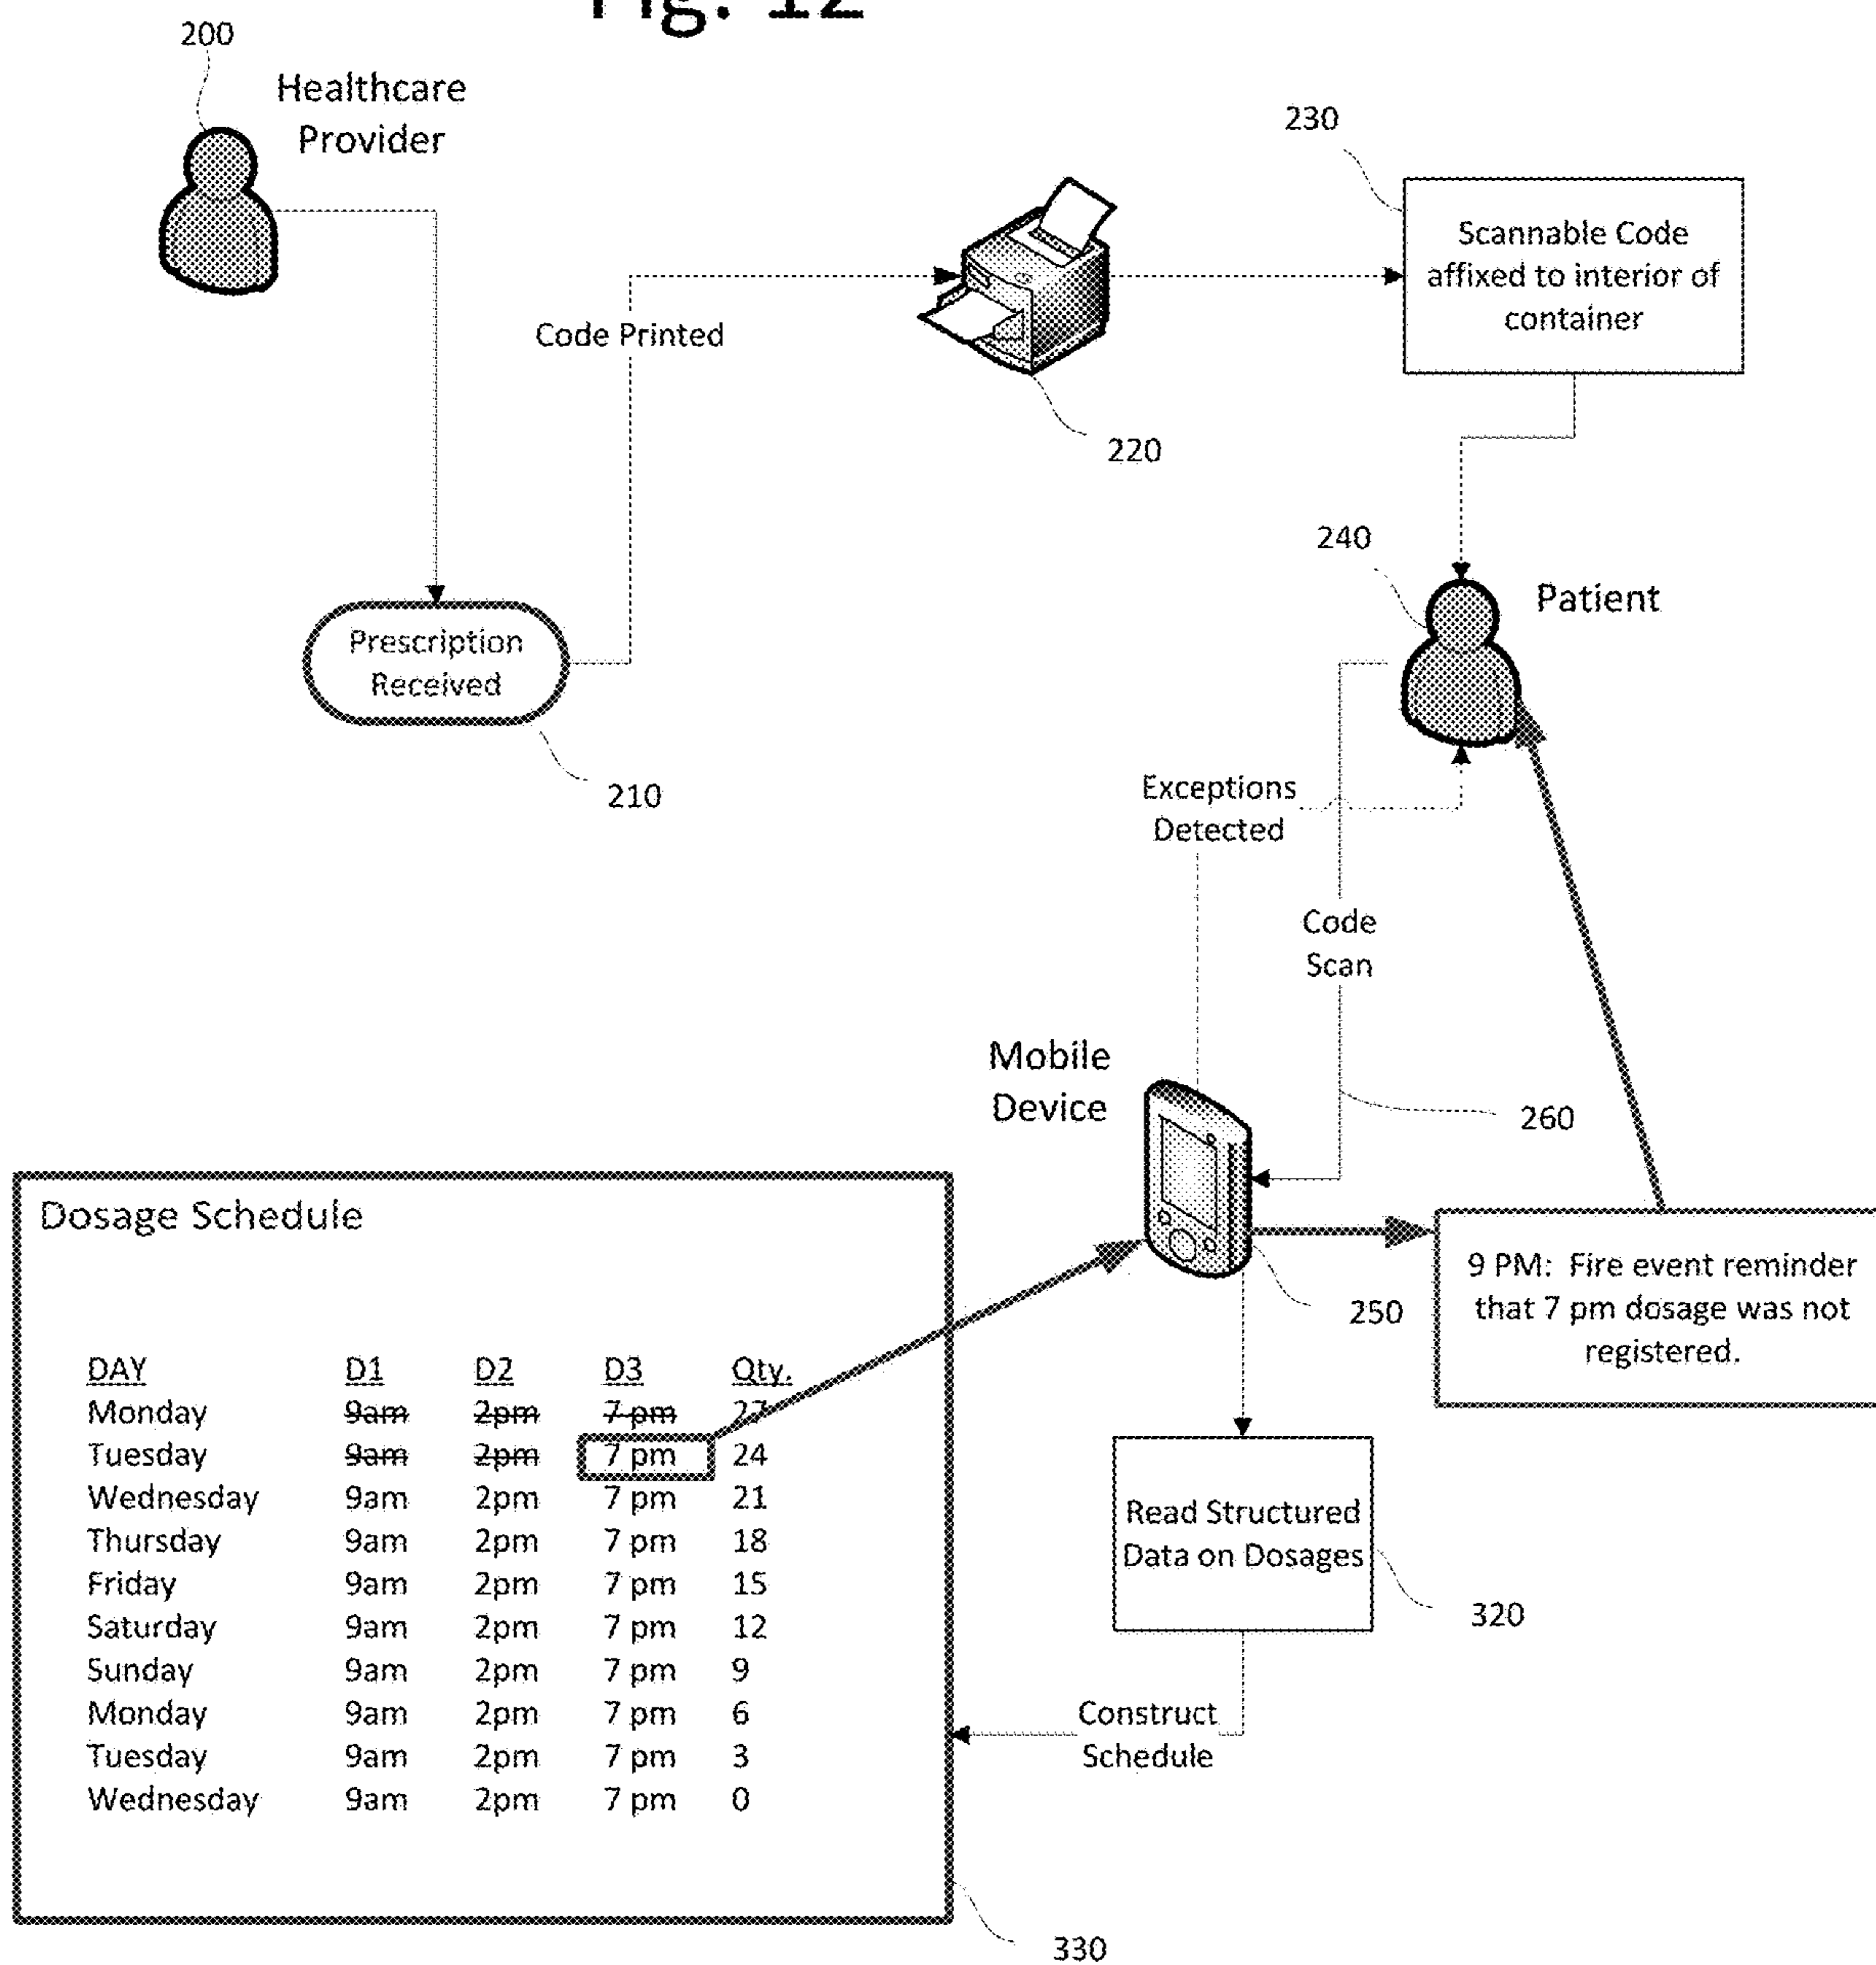 Fig. 12
200
Healthcare
Provider
230
Scannable Code
affixed to interior of
container
Code Printed
220
240
Patient
Prescription
Received
210
Exceptions
Detected
Code
Scan
Mobile
Device
260
250
9 PM: Fire event reminder
that 7 pm dosage was not
registered.
Dosage Schedule
DAY D1 D2 D3 Qty.
Monday 9am 2pm 7 pm 27
Tuesday 9am 2pm 7 pm 24
Wednesday 9am 2pm 7 pm 21
Thursday 9am 2pm 7 pm 18
Friday 9am 2pm 7 pm 15
Saturday 9am 2pm 7 pm 12
Sunday 9am 2pm 7 pm 9
Monday 9am 2pm 7 pm 6
Tuesday 9am 2pm 7 pm 3
Wednesday 9am 2pm 7 pm 0
Read Structured
Data on Dosages
320
Construct
Schedule
330